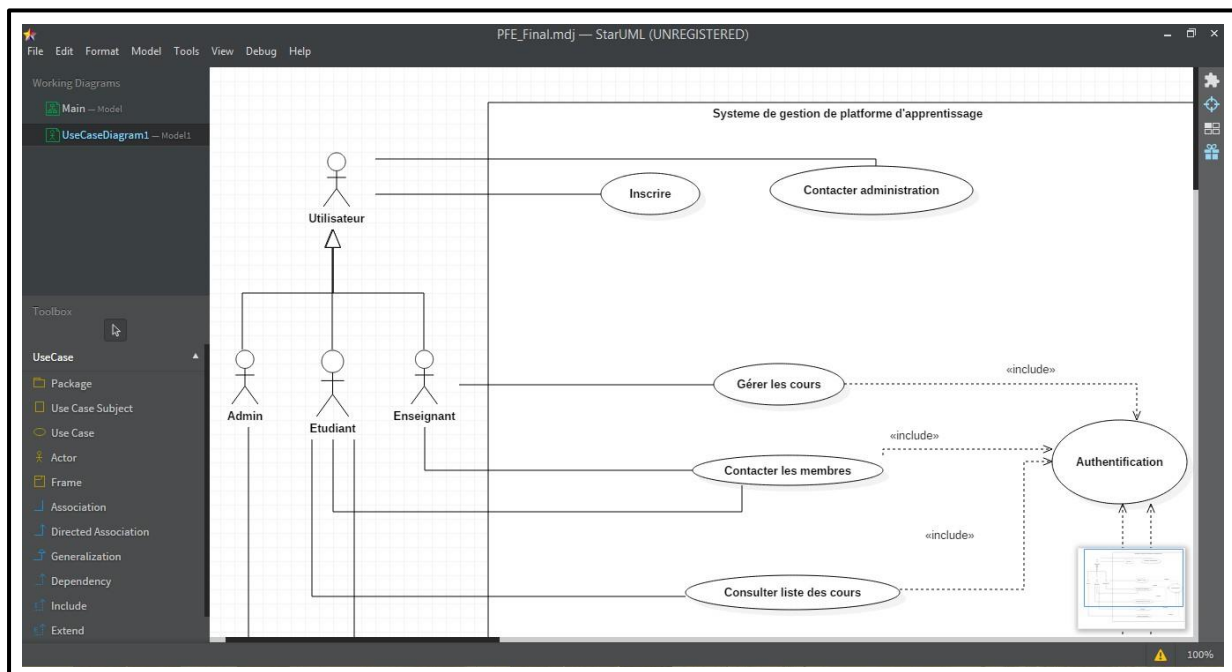 PFE_Final.mdj — StarUML (UNREGISTERED)
File Edit Format Model Tools View Debug Help
Working Diagrams
Main — Model
UseCaseDiagram1 — Model1
Toolbox
UseCase
Package
Use Case Subject
Use Case
Actor
Frame
Association
Directed Association
Generalization
Dependency
Include
Extend
Systeme de gestion de platforme d'apprentissage
Utilisateur
Inscrire
Contacter administration
Admin
Etudiant
Enseignant
Gérer les cours
«include»
«include»
Authentification
Contacter les membres
«include»
Consulter liste des cours
100%